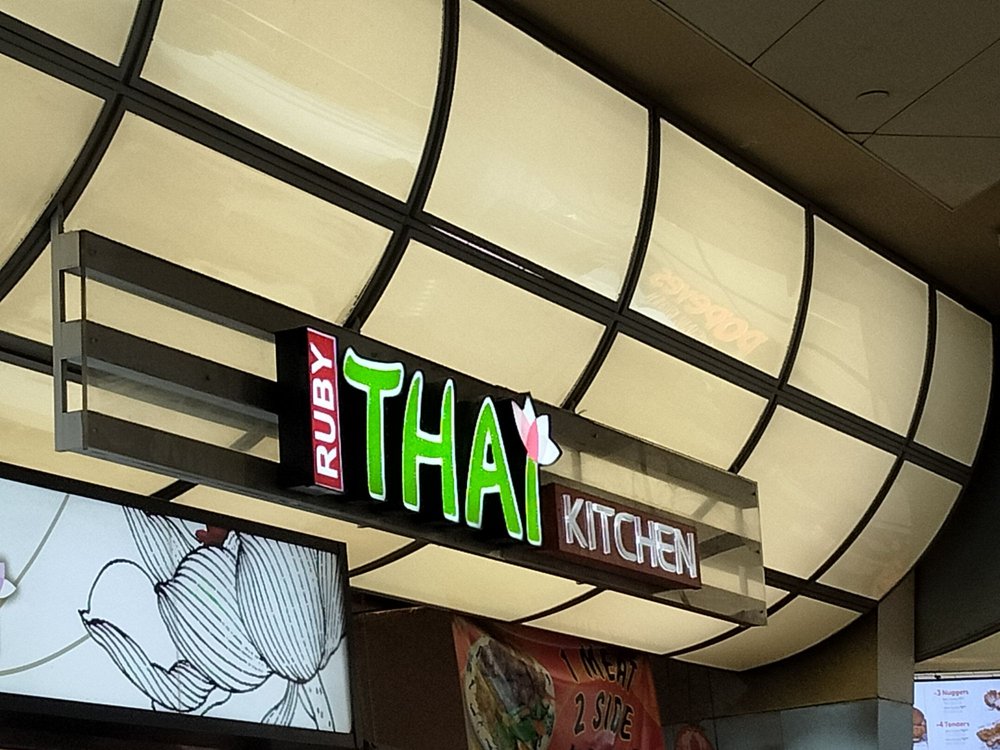 RUBY
THAI
KITCHEN
POPEYES
1 MEAT
2 SIDE
3 Nuggets
4 Tenders